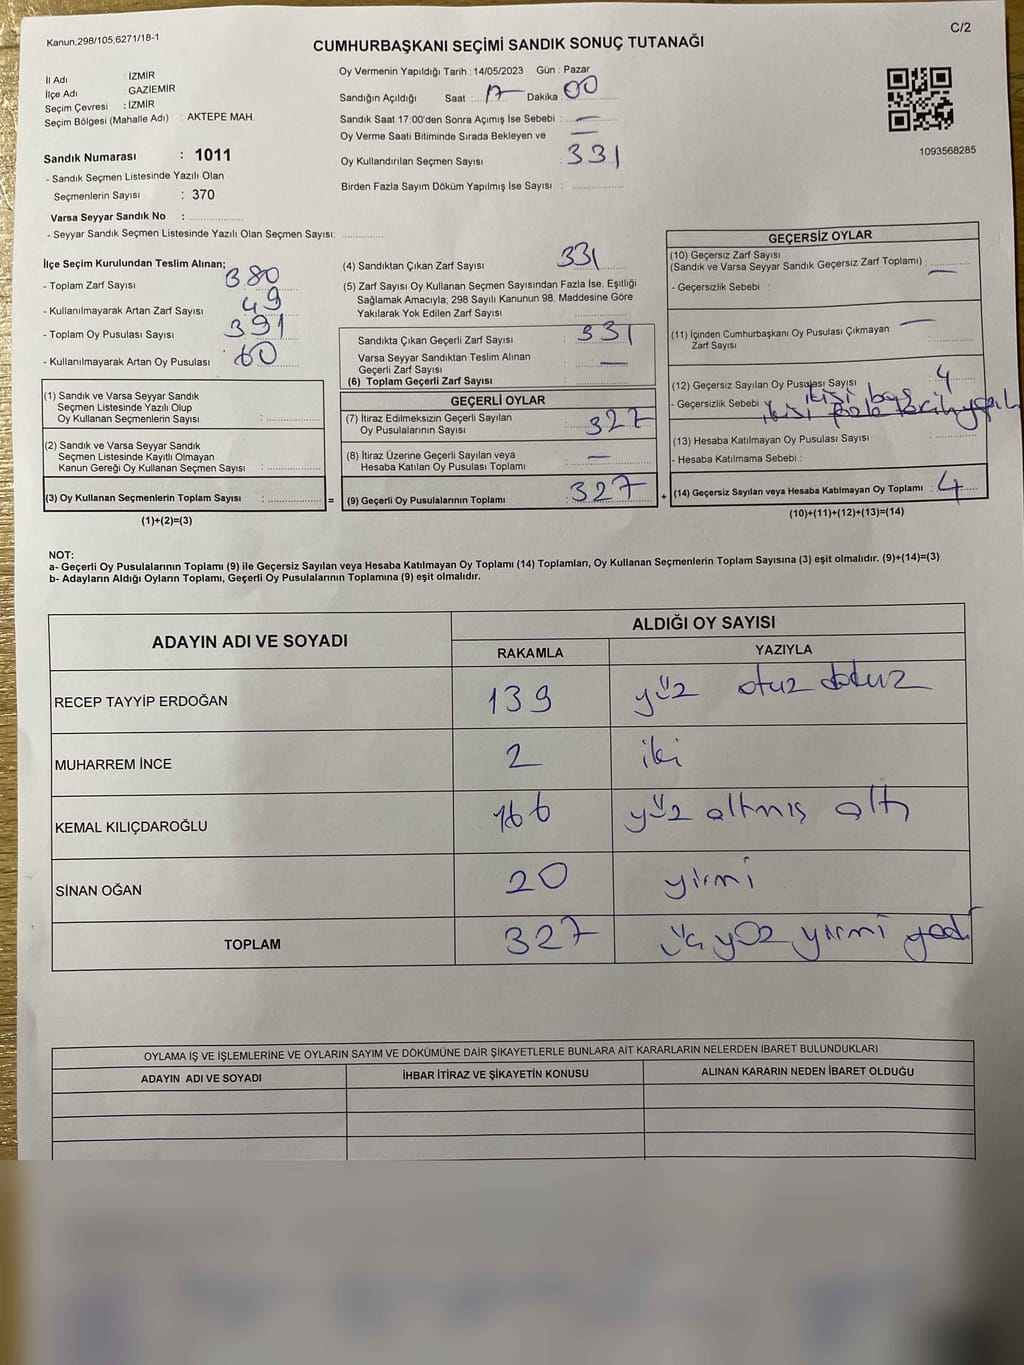 Kanun,298/105,6271/18-1
C/2
CUMHURBAŞKANI SEÇİMİ SANDIK SONUÇ TUTANAĞI
İl Adı : İZMİR
İlçe Adı : GAZİEMİR
Seçim Çevresi : İZMİR
Seçim Bölgesi (Mahalle Adı) : AKTEPE MAH.
Sandık Numarası : 1011
- Sandık Seçmen Listesinde Yazılı Olan
Seçmenlerin Sayısı : 370
Varsa Seyyar Sandık No :
- Seyyar Sandık Seçmen Listesinde Yazılı Olan Seçmen Sayısı:
Oy Vermenin Yapıldığı Tarih : 14/05/2023 Gün : Pazar
Sandığın Açıldığı Saat : 17 Dakika 00
Sandık Saat 17:00'den Sonra Açımış İse Sebebi : —
Oy Verme Saati Bitiminde Sırada Bekleyen ve —
Oy Kullandırılan Seçmen Sayısı : 331
Birden Fazla Sayım Döküm Yapılmış İse Sayısı :
1093568285
İlçe Seçim Kurulundan Teslim Alınan;
- Toplam Zarf Sayısı : 380
- Kullanılmayarak Artan Zarf Sayısı : 49
- Toplam Oy Pusulası Sayısı : 391
- Kullanılmayarak Artan Oy Pusulası : 60
(1) Sandık ve Varsa Seyyar Sandık
Seçmen Listesinde Yazılı Olup
Oy Kullanan Seçmenlerin Sayısı :
(2) Sandık ve Varsa Seyyar Sandık
Seçmen Listesinde Kayıtlı Olmayan
Kanun Gereği Oy Kullanan Seçmen Sayısı :
(3) Oy Kullanan Seçmenlerin Toplam Sayısı : =
(1)+(2)=(3)
(4) Sandıktan Çıkan Zarf Sayısı : 331
(5) Zarf Sayısı Oy Kullanan Seçmen Sayısından Fazla İse, Eşitliği
Sağlamak Amacıyla; 298 Sayılı Kanunun 98. Maddesine Göre
Yakılarak Yok Edilen Zarf Sayısı :
Sandıkta Çıkan Geçerli Zarf Sayısı : 331
Varsa Seyyar Sandıktan Teslim Alınan
Geçerli Zarf Sayısı : —
(6) Toplam Geçerli Zarf Sayısı :
GEÇERLİ OYLAR
(7) İtiraz Edilmeksizin Geçerli Sayılan
Oy Pusulalarının Sayısı : 327
(8) İtiraz Üzerine Geçerli Sayılan veya
Hesaba Katılan Oy Pusulası Toplamı : —
(9) Geçerli Oy Pusulalarının Toplamı : 327 +
GEÇERSİZ OYLAR
(10) Geçersiz Zarf Sayısı
(Sandık ve Varsa Seyyar Sandık Geçersiz Zarf Toplamı) : —
- Geçersizlik Sebebi :
(11) İçinden Cumhurbaşkanı Oy Pusulası Çıkmayan —
Zarf Sayısı :
(12) Geçersiz Sayılan Oy Pusulası Sayısı : 4
- Geçersizlik Sebebi : ikisi boş
ikisi
(13) Hesaba Katılmayan Oy Pusulası Sayısı :
- Hesaba Katılmama Sebebi :
(14) Geçersiz Sayılan veya Hesaba Katılmayan Oy Toplamı : 4
(10)+(11)+(12)+(13)=(14)
NOT:
a- Geçerli Oy Pusulalarının Toplamı (9) ile Geçersiz Sayılan veya Hesaba Katılmayan Oy Toplamı (14) Toplamları, Oy Kullanan Seçmenlerin Toplam Sayısına (3) eşit olmalıdır. (9)+(14)=(3)
b- Adayların Aldığı Oyların Toplamı, Geçerli Oy Pusulalarının Toplamına (9) eşit olmalıdır.
ADAYIN ADI VE SOYADI
ALDIĞI OY SAYISI
RAKAMLA YAZIYLA
RECEP TAYYİP ERDOĞAN 139 yüz otuz dokuz
MUHARREM İNCE 2 iki
KEMAL KILIÇDAROĞLU 166 yüz altmış altı
SİNAN OĞAN 20 yirmi
TOPLAM 327 üç yüz yirmi yedi
OYLAMA İŞ VE İŞLEMLERİNE VE OYLARIN SAYIM VE DÖKÜMÜNE DAİR ŞİKAYETLERLE BUNLARA AİT KARARLARIN NELERDEN İBARET BULUNDUKLARI
ADAYIN ADI VE SOYADI İHBAR İTİRAZ VE ŞİKAYETİN KONUSU ALINAN KARARIN NEDEN İBARET OLDUĞU